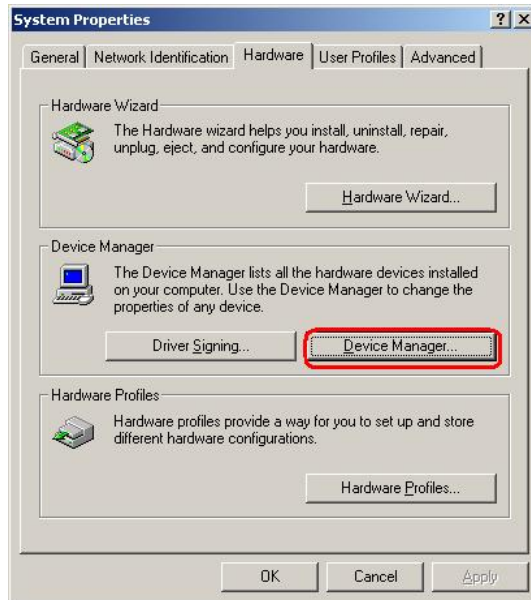 System Properties
General
Network Identification
Hardware
User Profiles
Advanced
Hardware Wizard
The Hardware wizard helps you install, uninstall, repair,
unplug, eject, and configure your hardware.
Hardware Wizard...
Device Manager
The Device Manager lists all the hardware devices installed
on your computer. Use the Device Manager to change the
properties of any device.
Driver Signing...
Device Manager...
Hardware Profiles
Hardware profiles provide a way for you to set up and store
different hardware configurations.
Hardware Profiles...
OK
Cancel
Apply